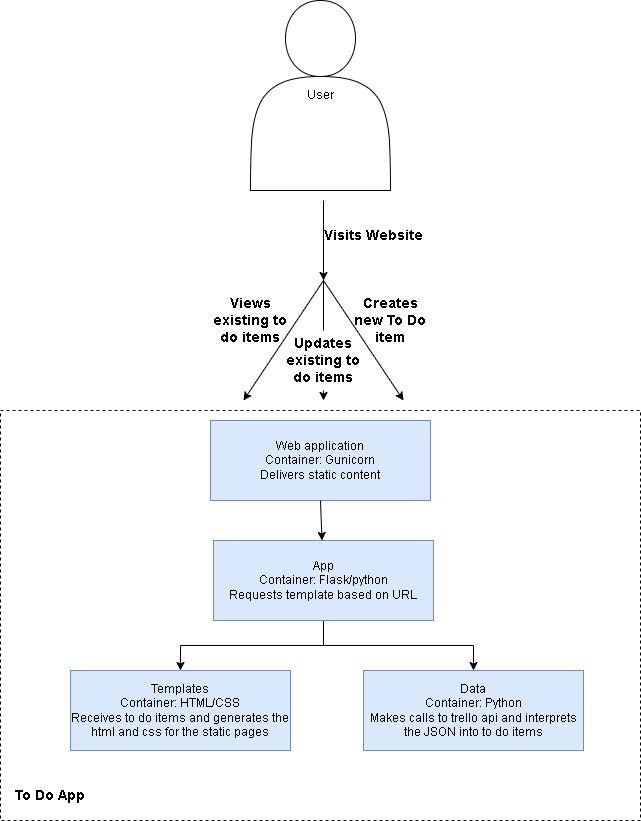 User
Visits Website
Views
existing to
do items
Creates
new To Do
item
Updates
existing to
do items
Web application
Container: Gunicorn
Delivers static content
App
Container: Flask/python
Requests template based on URL
Templates
Container: HTML/CSS
Receives to do items and generates the
html and css for the static pages
Data
Container: Python
Makes calls to trello api and interprets
the JSON into to do items
To Do App